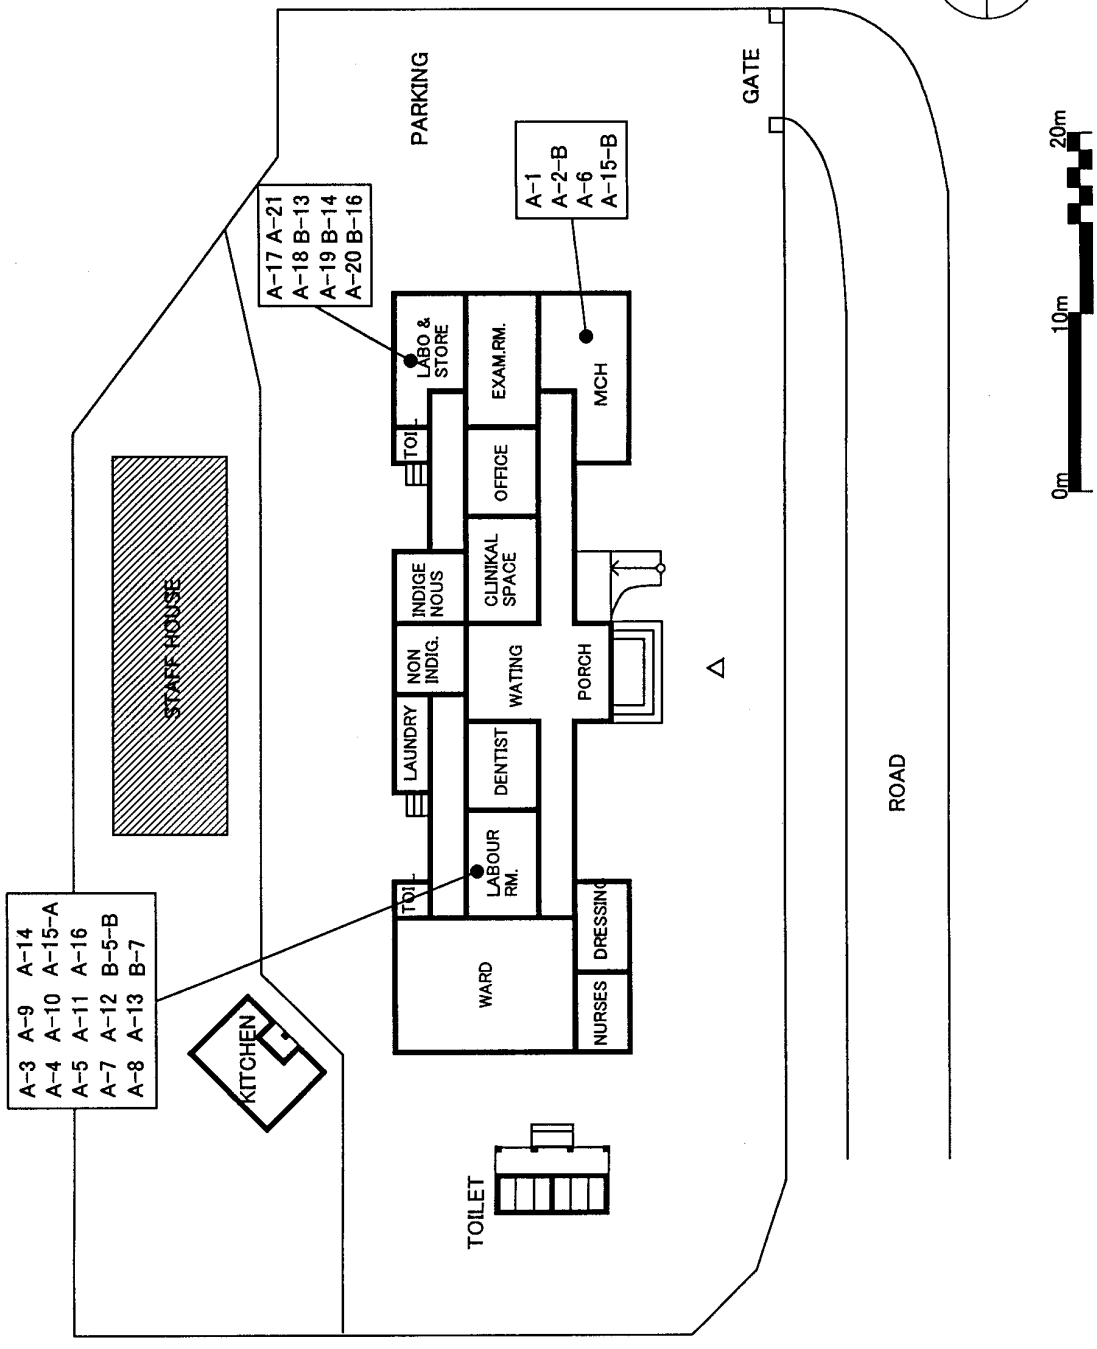 A-3 A-9 A-14
A-4 A-10 A-15-A
A-5 A-11 A-16
A-7 A-12 B-5-B
A-8 A-13 B-7
STAFF HOUSE
A-17 A-21
A-18 B-13
A-19 B-14
A-20 B-16
PARKING
KITCHEN
TOIL
LAUNDRY
NON
INDIG.
INDIGE
NOUS
TOIL
LABO &
STORE
A-1
A-2-B
A-6
A-15-B
TOILET
WARD
LABOUR
RM.
DENTIST
WATING
CLINIKAL
SPACE
OFFICE
EXAM.RM.
NURSES
DRESSING
PORCH
MCH
GATE
ROAD
0m
10m
20m